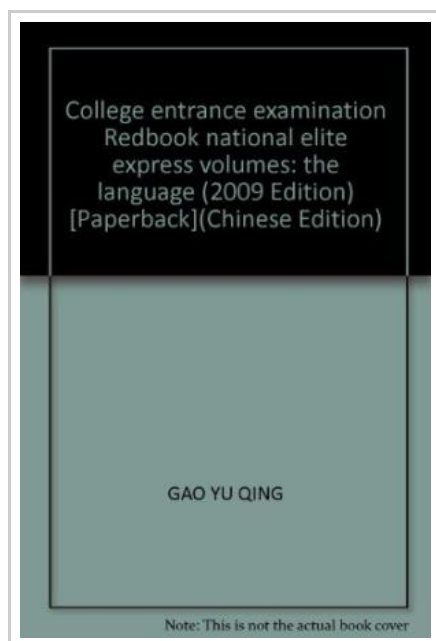 College entrance examination
Redbook national elite
express volumes: the
language (2009 Edition)
[Paperback](Chinese Edition)
GAO YU QING
Note: This is not the actual book cover